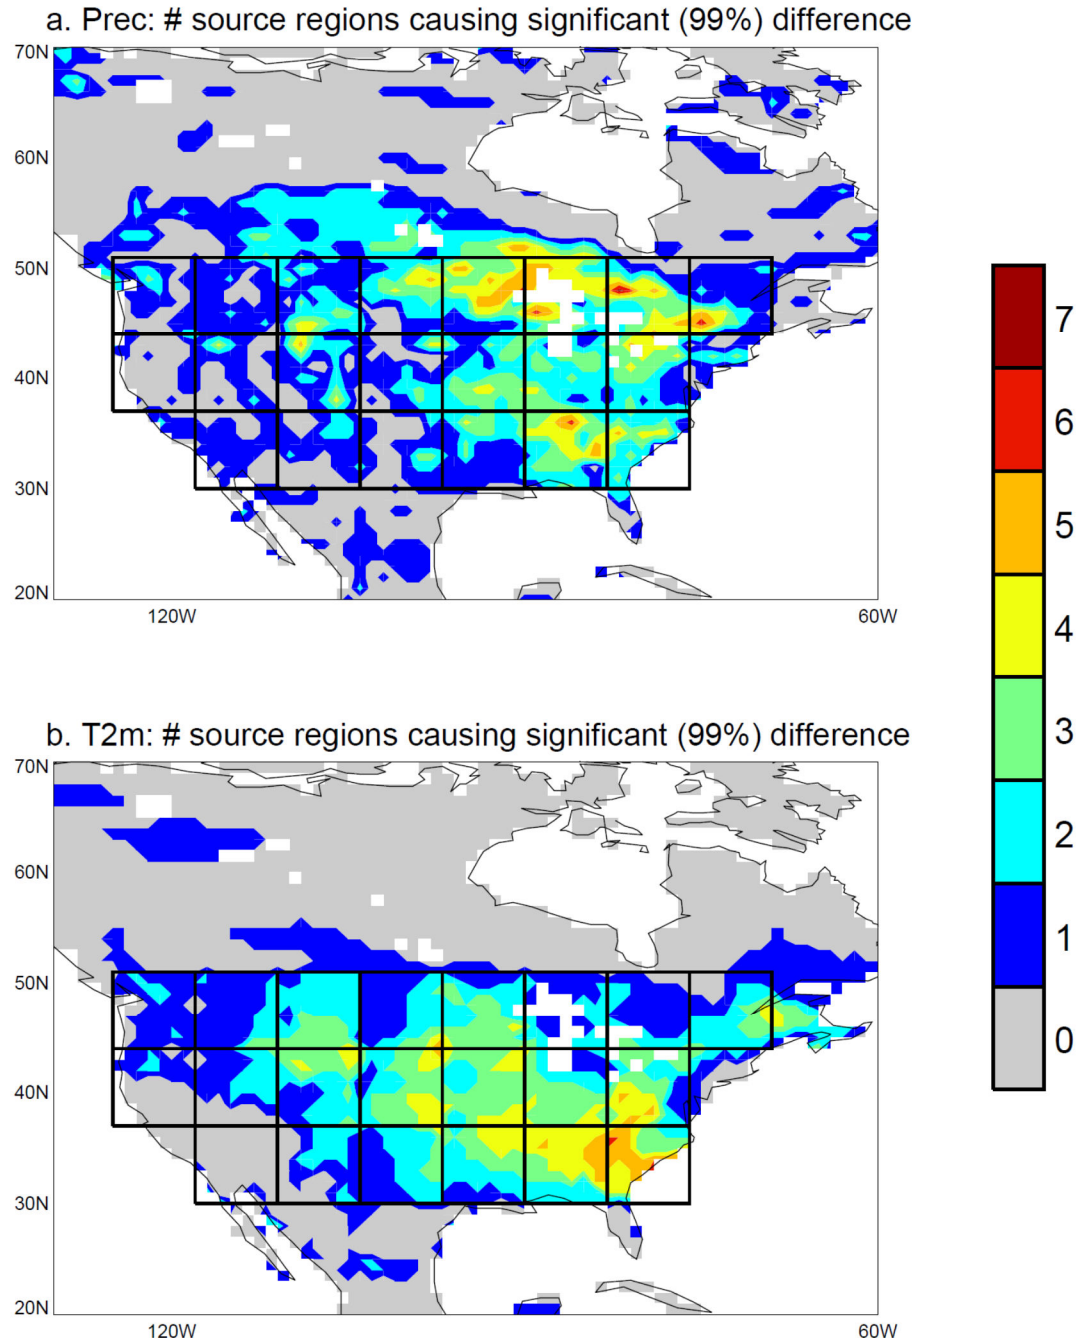 a. Prec: # source regions causing significant (99%) difference
70N
60N
50N
40N
30N
20N
120W
60W
7
6
5
4
3
2
1
0
b. T2m: # source regions causing significant (99%) difference
70N
60N
50N
40N
30N
20N
120W
60W